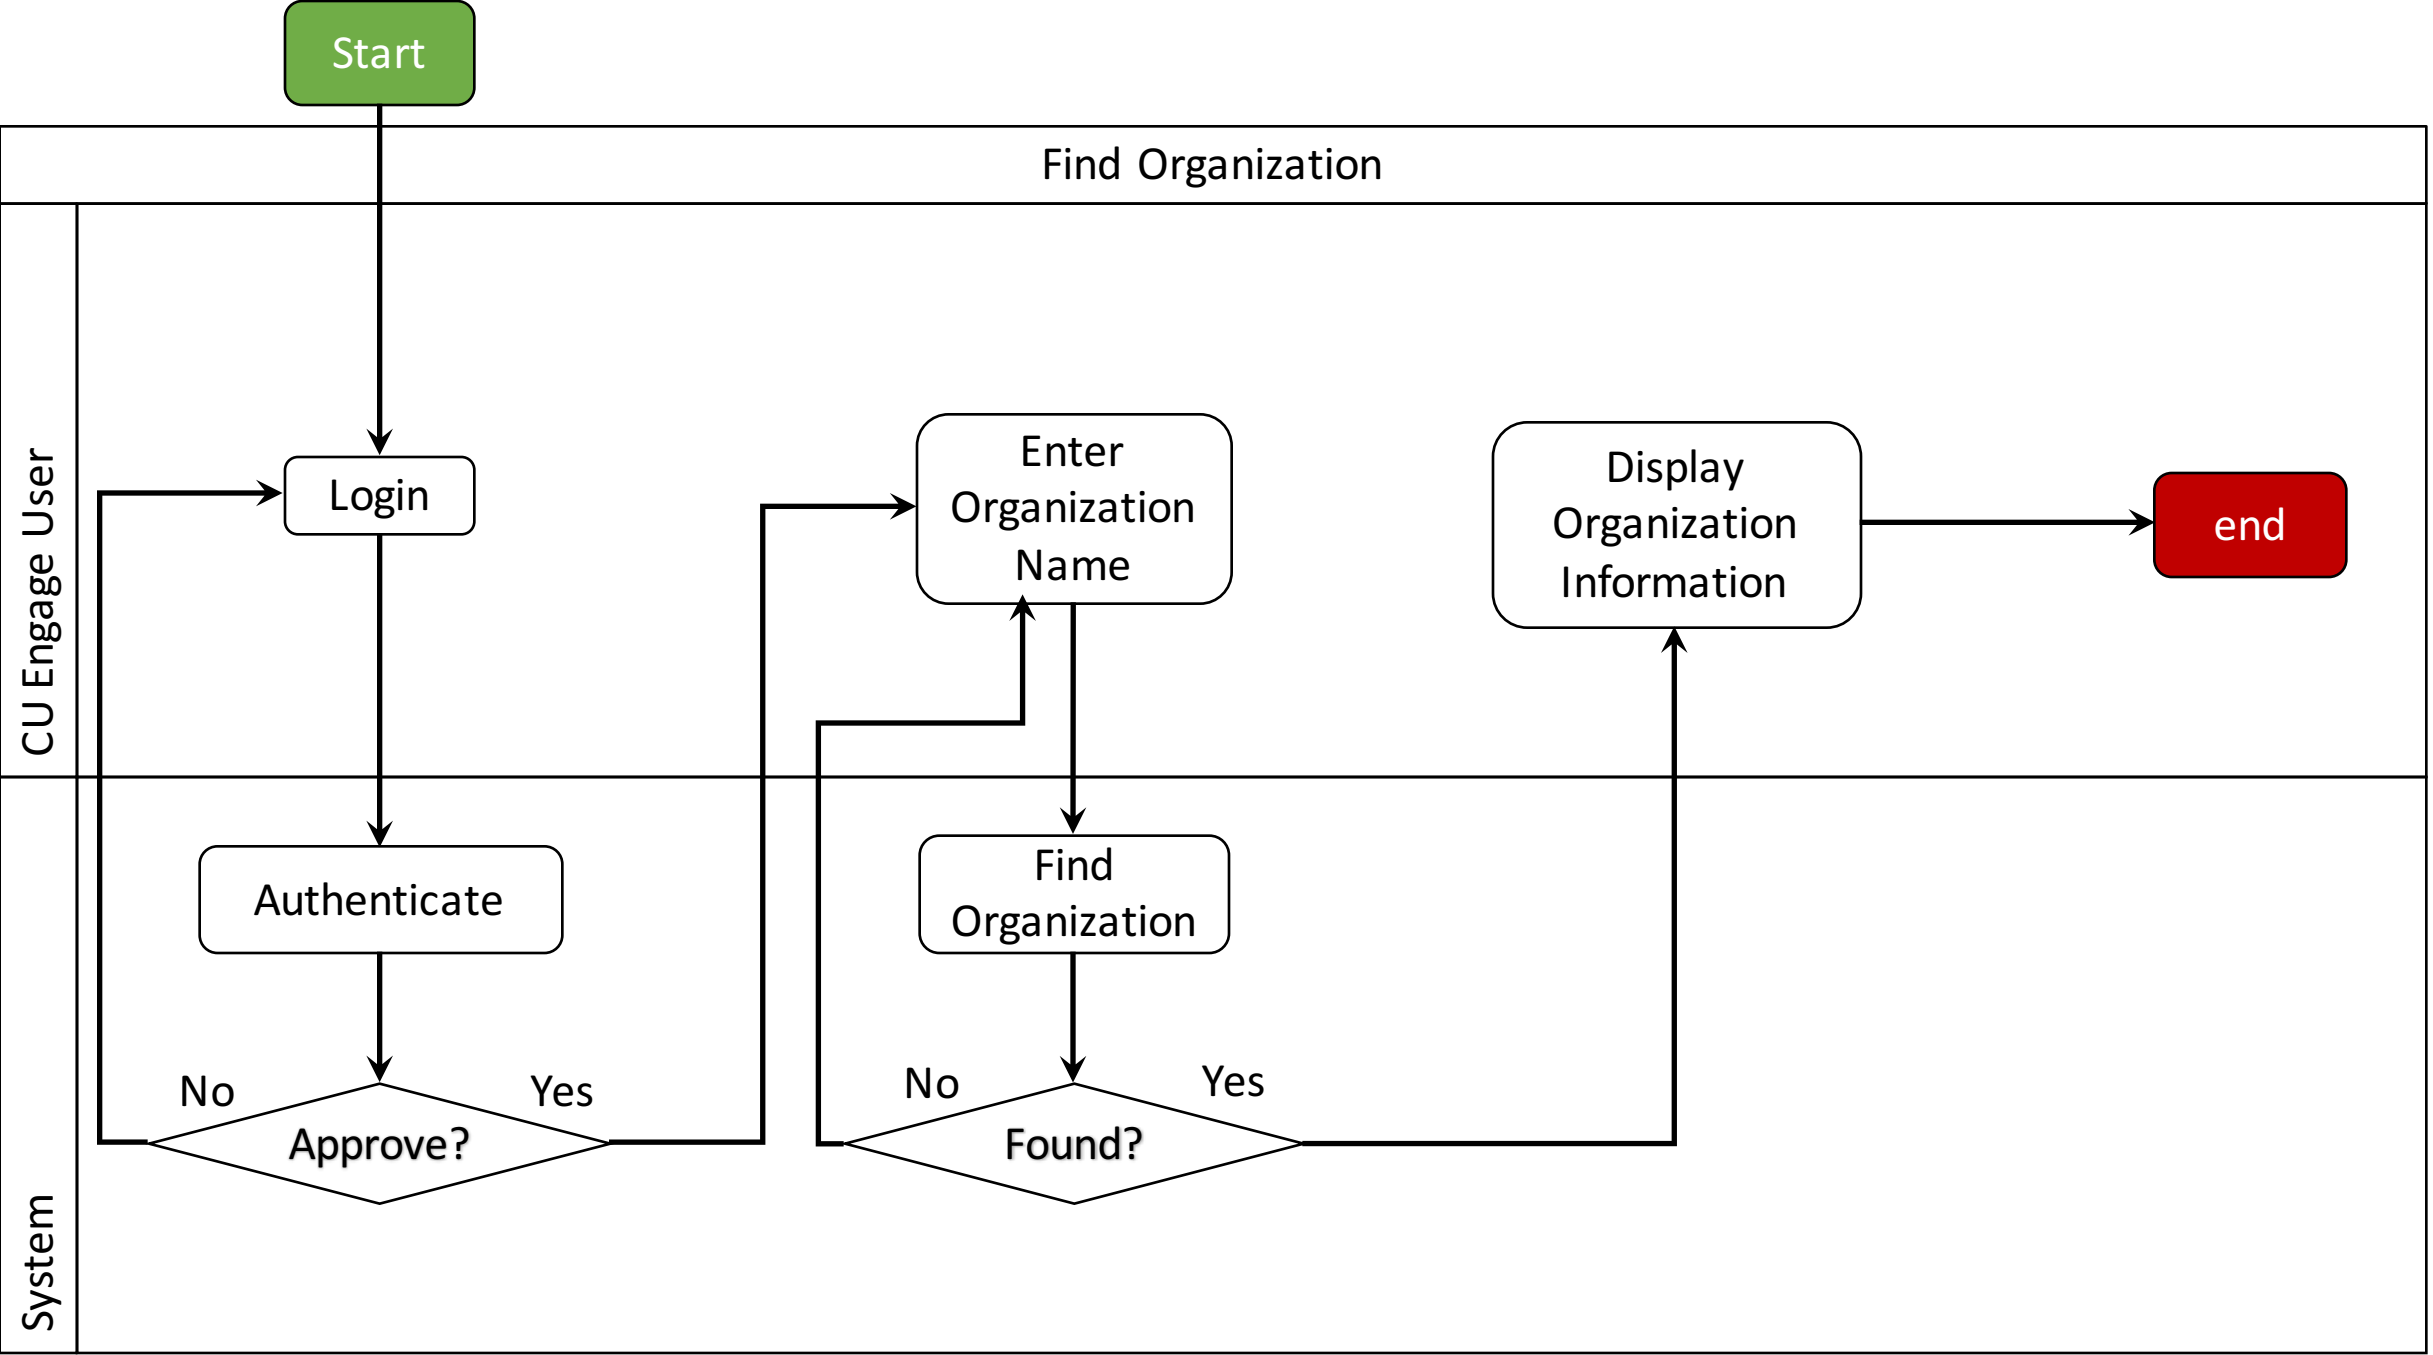 Start
Find Organization
CU Engage User
Login
Enter
Organization
Name
Display
Organization
Information
end
System
Authenticate
Find
Organization
No
Yes
Approve?
No
Yes
Found?